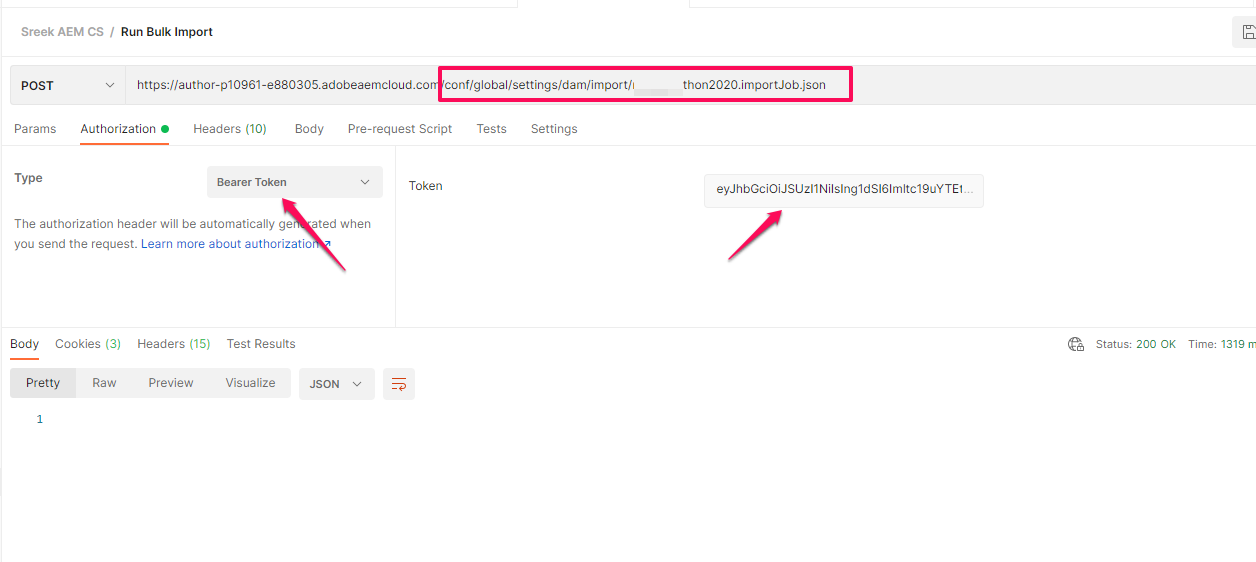 Sreek AEM CS / Run Bulk Import
POST https://author-p10961-e880305.adobeaemcloud.com/conf/global/settings/dam/import/ thon2020.importJob.json
Params Authorization Headers (10) Body Pre-request Script Tests Settings
Type Bearer Token Token eyJhbGciOiJSUzI1NiIsIng1dSI6Imltc19uYTEt...
The authorization header will be automatically generated when
you send the request. Learn more about authorization ↗
Body Cookies (3) Headers (15) Test Results Status: 200 OK Time: 1319 m
Pretty Raw Preview Visualize JSON
1